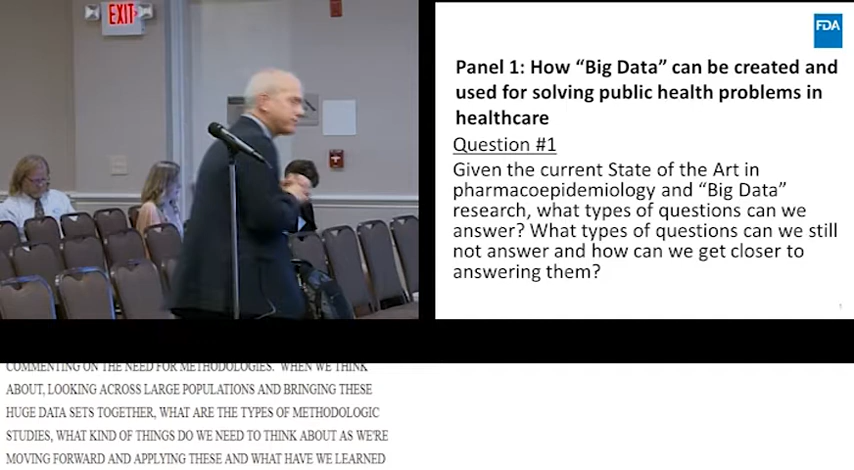 EXIT
FDA
Panel 1: How “Big Data” can be created and
used for solving public health problems in
healthcare
Question #1
Given the current State of the Art in
pharmacoepidemiology and “Big Data”
research, what types of questions can we
answer? What types of questions can we still
not answer and how can we get closer to
answering them?
1
COMMENTING ON THE NEED FOR METHODOLOGIES. WHEN WE THINK
ABOUT, LOOKING ACROSS LARGE POPULATIONS AND BRINGING THESE
HUGE DATA SETS TOGETHER, WHAT ARE THE TYPES OF METHODOLOGIC
STUDIES, WHAT KIND OF THINGS DO WE NEED TO THINK ABOUT AS WE'RE
MOVING FORWARD AND APPLYING THESE AND WHAT HAVE WE LEARNED